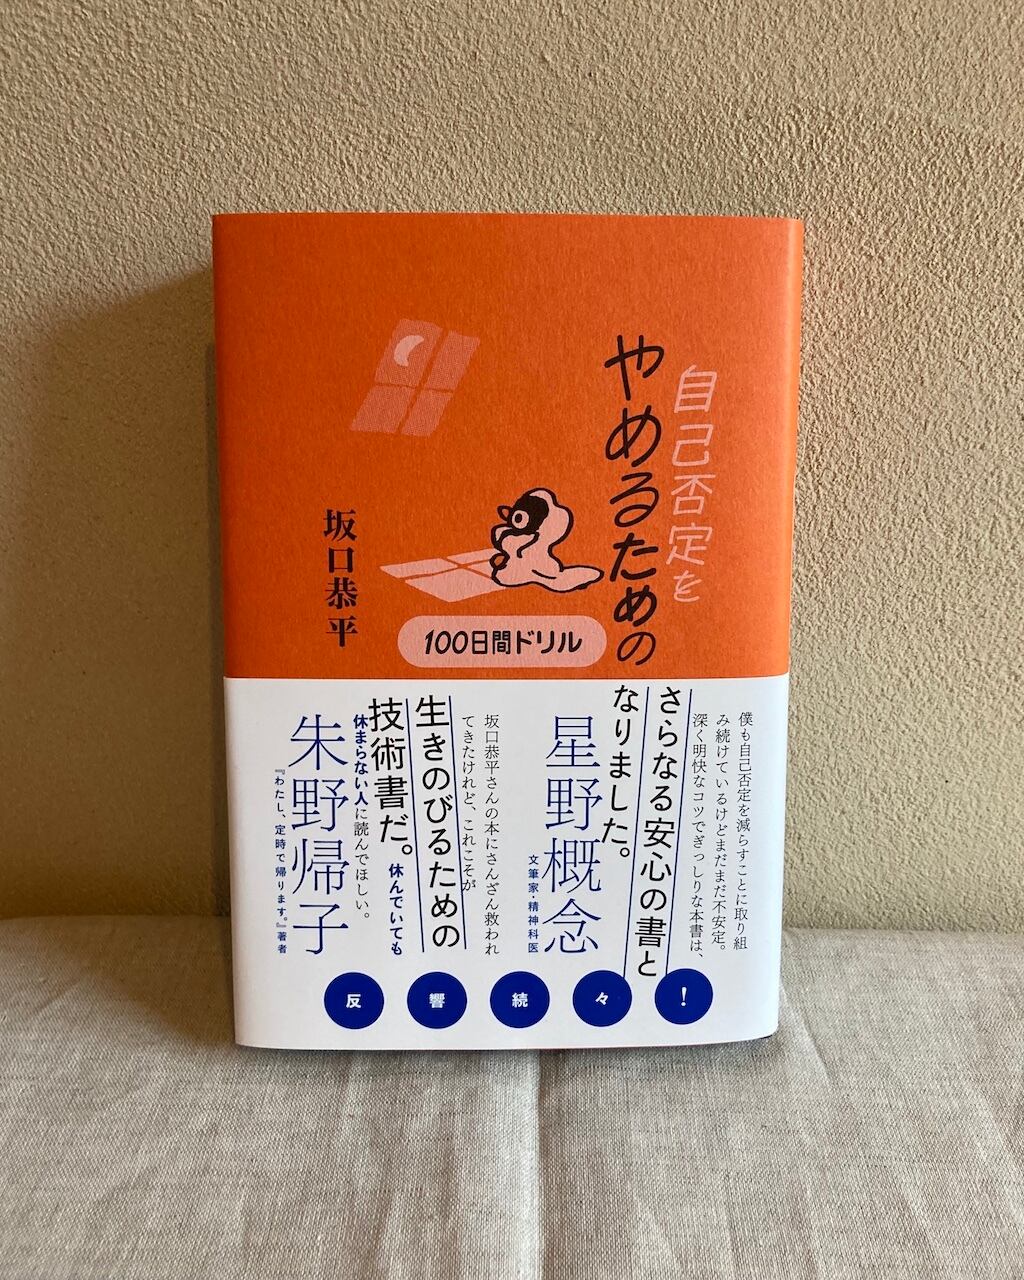 自己否定を
やめるための
100日間ドリル
坂口恭平
僕も自己否定を減らすことに取り組
み続けているけどまだまだ不安定。
深く明快なコツでぎっしりな本書は、
さらなる安心の書と
なりました。
星野概念
文筆家・精神科医
坂口恭平さんの本にさんざん救われ
てきたけれど、これこそが
生きのびるための
技術書だ。休んでいても
休まらない人に読んでほしい。
朱野帰子
『わたし、定時で帰ります。』著者
反響続々!